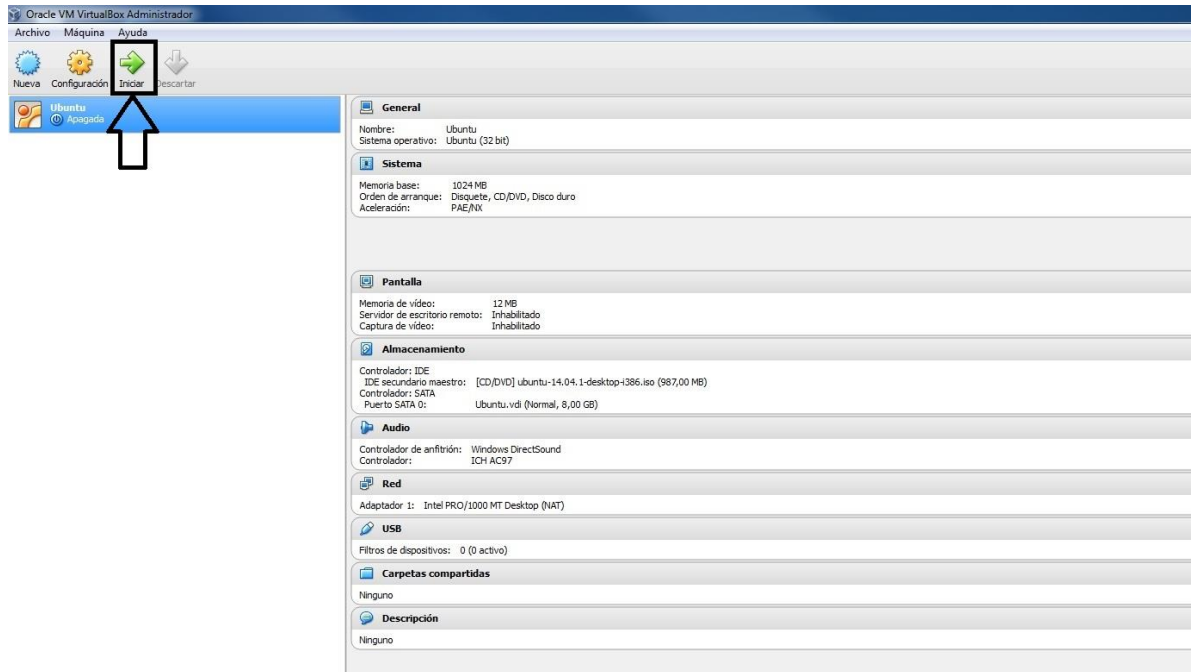 Oracle VM VirtualBox Administrador
Archivo Máquina Ayuda
Nueva Configuración Iniciar Descartar
Ubuntu
Apagada
General
Nombre: Ubuntu
Sistema operativo: Ubuntu (32 bit)
Sistema
Memoria base: 1024 MB
Orden de arranque: Disquete, CD/DVD, Disco duro
Aceleración: PAE/NX
Pantalla
Memoria de vídeo: 12 MB
Servidor de escritorio remoto: Inhabilitado
Captura de vídeo: Inhabilitado
Almacenamiento
Controlador: IDE
IDE secundario maestro: [CD/DVD] ubuntu-14.04.1-desktop-i386.iso (987,00 MB)
Controlador: SATA
Puerto SATA 0: Ubuntu.vdi (Normal, 8,00 GB)
Audio
Controlador de anfitrión: Windows DirectSound
Controlador: ICH AC97
Red
Adaptador 1: Intel PRO/1000 MT Desktop (NAT)
USB
Filtros de dispositivos: 0 (0 activo)
Carpetas compartidas
Ninguno
Descripción
Ninguno